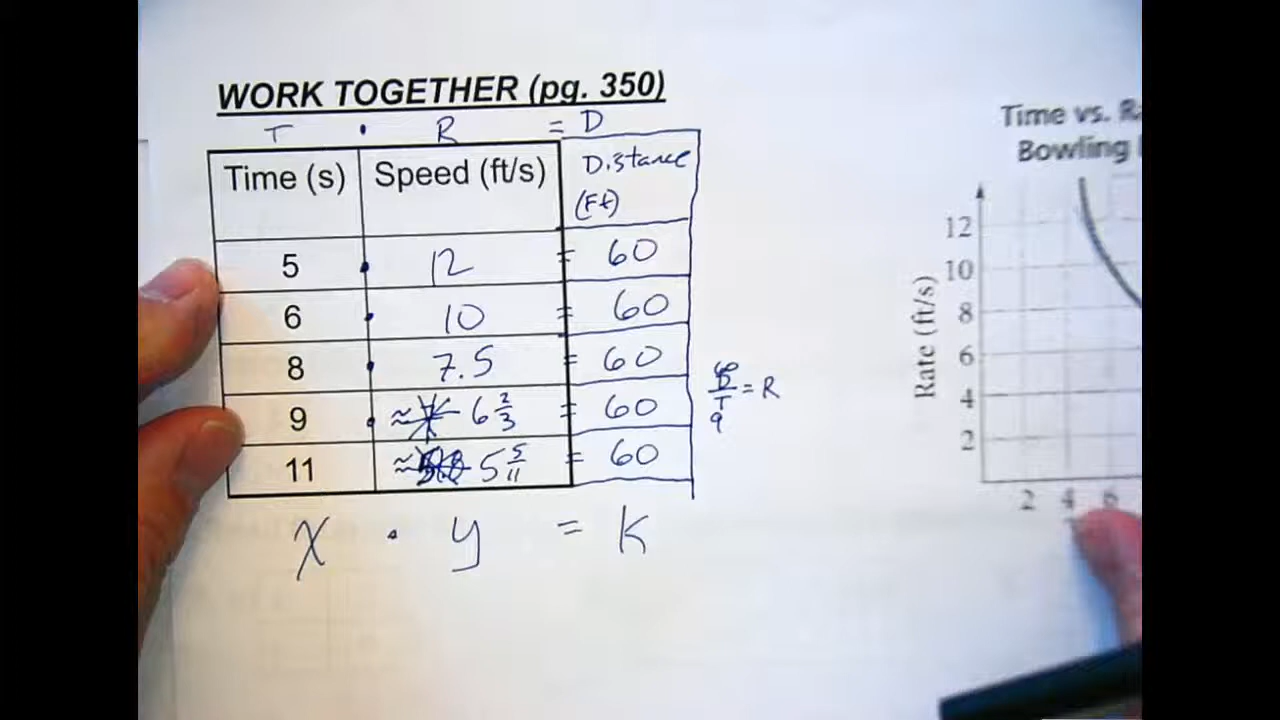 WORK TOGETHER (pg. 350)
T · R = D
Time (s) Speed (ft/s) Distance (Ft)
5 · 12 = 60
6 · 10 = 60
8 · 7.5 = 60
9 · ≈ 6 2/3 = 60
11 ≈ 5 5/11 = 60
x · y = K
T
9
= R
Time vs.
Bowling
Rate (ft/s)
12
10
8
6
4
2
2 4 6